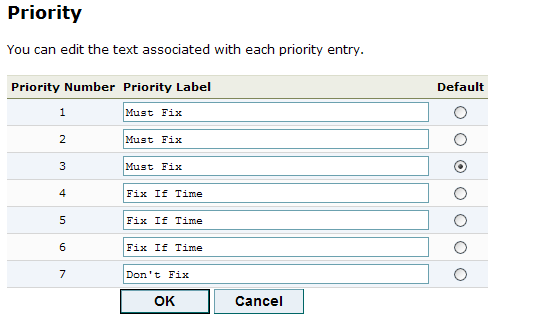 Priority
You can edit the text associated with each priority entry.
Priority Number Priority Label Default
1 Must Fix
2 Must Fix
3 Must Fix
4 Fix If Time
5 Fix If Time
6 Fix If Time
7 Don't Fix
OK Cancel